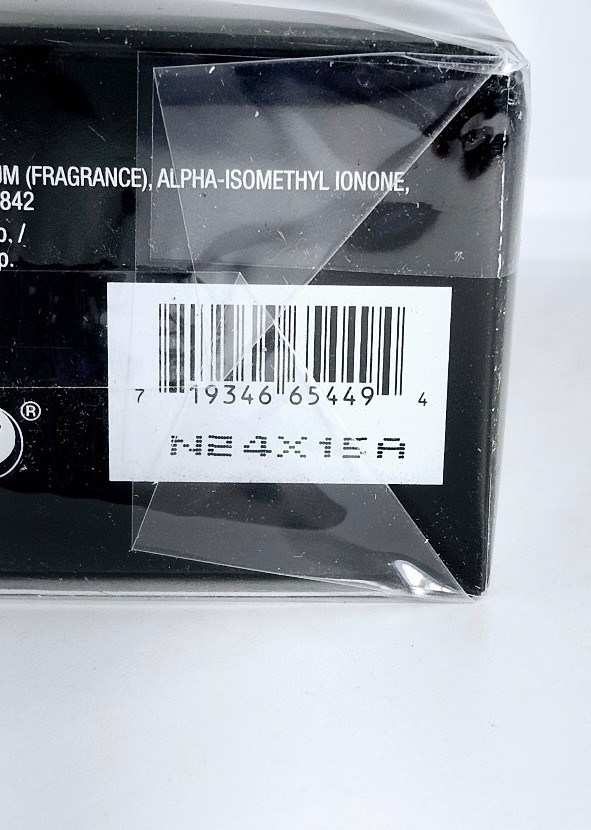 UM (FRAGRANCE), ALPHA-ISOMETHYL IONONE,
842
p. /
p.
®
7 19346 65449 4
N24X15A